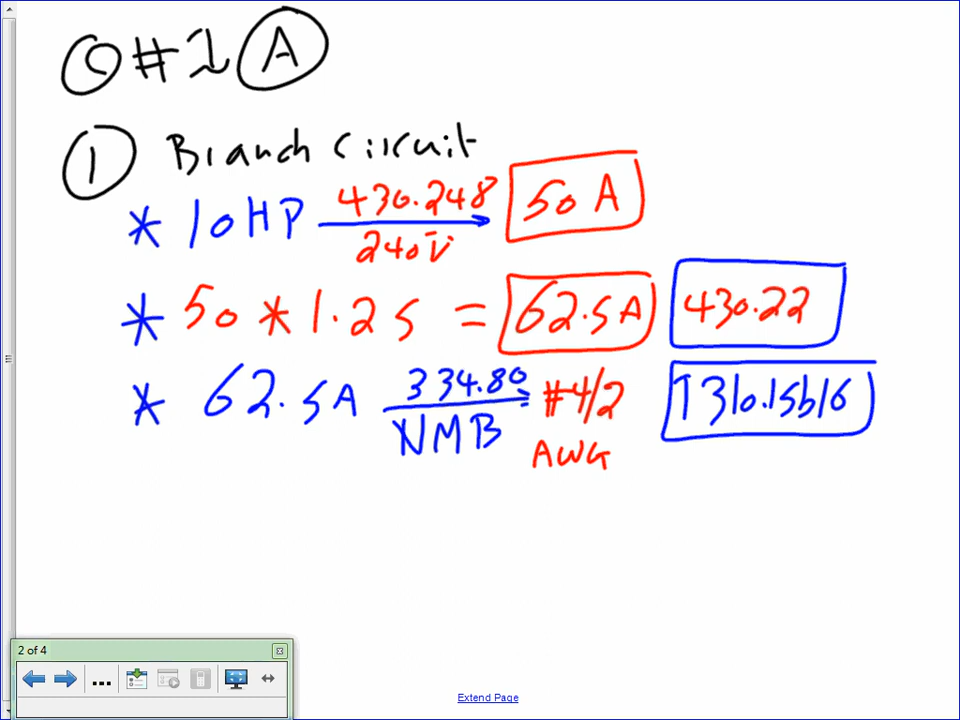 Q#1 A
1 Branch Circuit
* 10HP 430.248 240V 50 A
* 50 * 1.25 = 62.5A 430.22
* 62.5A 334.80 NMB #4/2 AWG T310.15b16
2 of 4
...
Extend Page